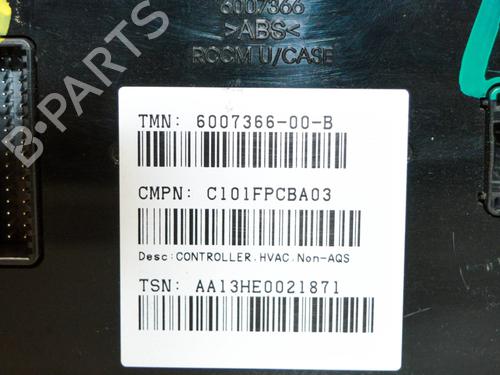 6007366
>ABS<
RCCM U/CASE
TMN: 6007366-00-B
CMPN: C101FPCBA03
Desc:CONTROLLER,HVAC,Non-AQS
TSN: AA13HE0021871
B-PARTS